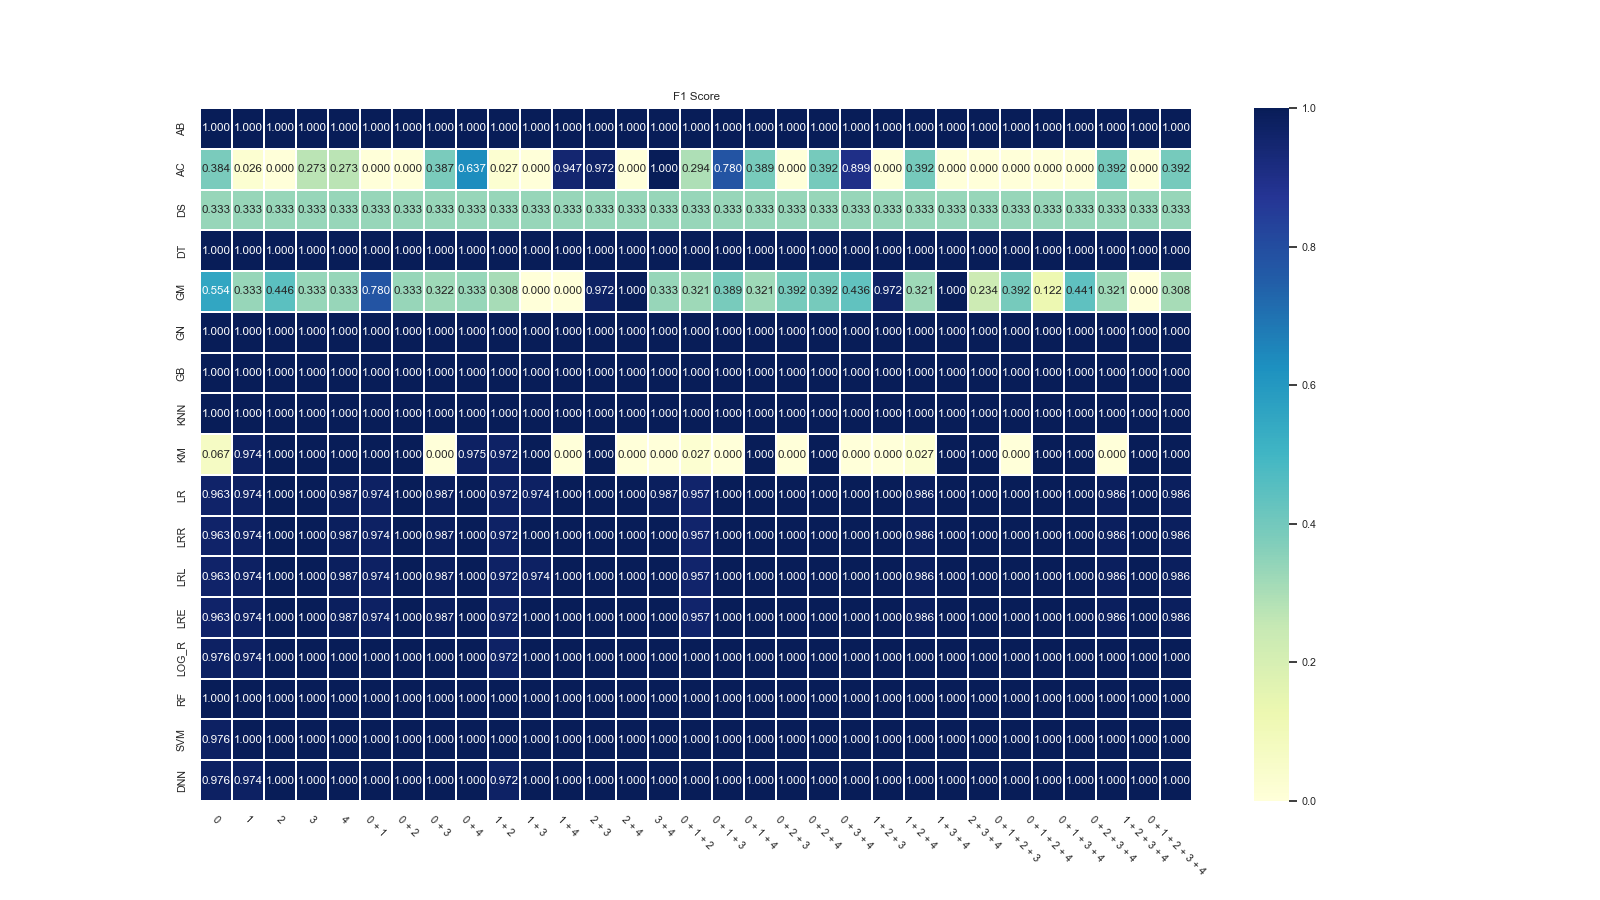 F1 Score
AB 1.000 1.000 1.000 1.000 1.000 1.000 1.000 1.000 1.000 1.000 1.000 1.000 1.000 1.000 1.000 1.000 1.000 1.000 1.000 1.000 1.000 1.000 1.000 1.000 1.000 1.000 1.000 1.000 1.000 1.000 1.000
AC 0.384 0.026 0.000 0.273 0.273 0.000 0.000 0.387 0.637 0.027 0.000 0.947 0.972 0.000 1.000 0.294 0.780 0.389 0.000 0.392 0.899 0.000 0.392 0.000 0.000 0.000 0.000 0.000 0.392 0.000 0.392
DS 0.333 0.333 0.333 0.333 0.333 0.333 0.333 0.333 0.333 0.333 0.333 0.333 0.333 0.333 0.333 0.333 0.333 0.333 0.333 0.333 0.333 0.333 0.333 0.333 0.333 0.333 0.333 0.333 0.333 0.333 0.333
DT 1.000 1.000 1.000 1.000 1.000 1.000 1.000 1.000 1.000 1.000 1.000 1.000 1.000 1.000 1.000 1.000 1.000 1.000 1.000 1.000 1.000 1.000 1.000 1.000 1.000 1.000 1.000 1.000 1.000 1.000 1.000
GM 0.554 0.333 0.446 0.333 0.333 0.780 0.333 0.322 0.333 0.308 0.000 0.000 0.972 1.000 0.333 0.321 0.389 0.321 0.392 0.392 0.436 0.972 0.321 1.000 0.234 0.392 0.122 0.441 0.321 0.000 0.308
GN 1.000 1.000 1.000 1.000 1.000 1.000 1.000 1.000 1.000 1.000 1.000 1.000 1.000 1.000 1.000 1.000 1.000 1.000 1.000 1.000 1.000 1.000 1.000 1.000 1.000 1.000 1.000 1.000 1.000 1.000 1.000
GB 1.000 1.000 1.000 1.000 1.000 1.000 1.000 1.000 1.000 1.000 1.000 1.000 1.000 1.000 1.000 1.000 1.000 1.000 1.000 1.000 1.000 1.000 1.000 1.000 1.000 1.000 1.000 1.000 1.000 1.000 1.000
KNN 1.000 1.000 1.000 1.000 1.000 1.000 1.000 1.000 1.000 1.000 1.000 1.000 1.000 1.000 1.000 1.000 1.000 1.000 1.000 1.000 1.000 1.000 1.000 1.000 1.000 1.000 1.000 1.000 1.000 1.000 1.000
KM 0.067 0.974 1.000 1.000 1.000 1.000 1.000 0.000 0.975 0.972 1.000 0.000 1.000 0.000 0.000 0.027 0.000 1.000 0.000 1.000 0.000 0.000 0.027 1.000 1.000 0.000 1.000 1.000 0.000 1.000 1.000
LR 0.963 0.974 1.000 1.000 0.987 0.974 1.000 0.987 1.000 0.972 0.974 1.000 1.000 1.000 0.987 0.957 1.000 1.000 1.000 1.000 1.000 1.000 0.986 1.000 1.000 1.000 1.000 1.000 0.986 1.000 0.986
LRR 0.963 0.974 1.000 1.000 0.987 0.974 1.000 0.987 1.000 0.972 1.000 1.000 1.000 1.000 1.000 0.957 1.000 1.000 1.000 1.000 1.000 1.000 0.986 1.000 1.000 1.000 1.000 1.000 0.986 1.000 0.986
LRL 0.963 0.974 1.000 1.000 0.987 0.974 1.000 0.987 1.000 0.972 0.974 1.000 1.000 1.000 1.000 0.957 1.000 1.000 1.000 1.000 1.000 1.000 0.986 1.000 1.000 1.000 1.000 1.000 0.986 1.000 0.986
LRE 0.963 0.974 1.000 1.000 0.987 0.974 1.000 0.987 1.000 0.972 1.000 1.000 1.000 1.000 1.000 0.957 1.000 1.000 1.000 1.000 1.000 1.000 0.986 1.000 1.000 1.000 1.000 1.000 0.986 1.000 0.986
LOG_R 0.976 0.974 1.000 1.000 1.000 1.000 1.000 1.000 1.000 0.972 1.000 1.000 1.000 1.000 1.000 1.000 1.000 1.000 1.000 1.000 1.000 1.000 1.000 1.000 1.000 1.000 1.000 1.000 1.000 1.000 1.000
RF 1.000 1.000 1.000 1.000 1.000 1.000 1.000 1.000 1.000 1.000 1.000 1.000 1.000 1.000 1.000 1.000 1.000 1.000 1.000 1.000 1.000 1.000 1.000 1.000 1.000 1.000 1.000 1.000 1.000 1.000 1.000
SVM 0.976 1.000 1.000 1.000 1.000 1.000 1.000 1.000 1.000 1.000 1.000 1.000 1.000 1.000 1.000 1.000 1.000 1.000 1.000 1.000 1.000 1.000 1.000 1.000 1.000 1.000 1.000 1.000 1.000 1.000 1.000
DNN 0.976 0.974 1.000 1.000 1.000 1.000 1.000 1.000 1.000 0.972 1.000 1.000 1.000 1.000 1.000 1.000 1.000 1.000 1.000 1.000 1.000 1.000 1.000 1.000 1.000 1.000 1.000 1.000 1.000 1.000 1.000
0
1
2
3
4
0 + 1
0 + 2
0 + 3
0 + 4
1 + 2
1 + 3
1 + 4
2 + 3
2 + 4
3 + 4
0 + 1 + 2
0 + 1 + 3
0 + 1 + 4
0 + 2 + 3
0 + 2 + 4
0 + 3 + 4
1 + 2 + 3
1 + 2 + 4
1 + 3 + 4
2 + 3 + 4
0 + 1 + 2 + 3
0 + 1 + 2 + 4
0 + 1 + 3 + 4
0 + 2 + 3 + 4
1 + 2 + 3 + 4
0 + 1 + 2 + 3 + 4
1.0
0.8
0.6
0.4
0.2
0.0